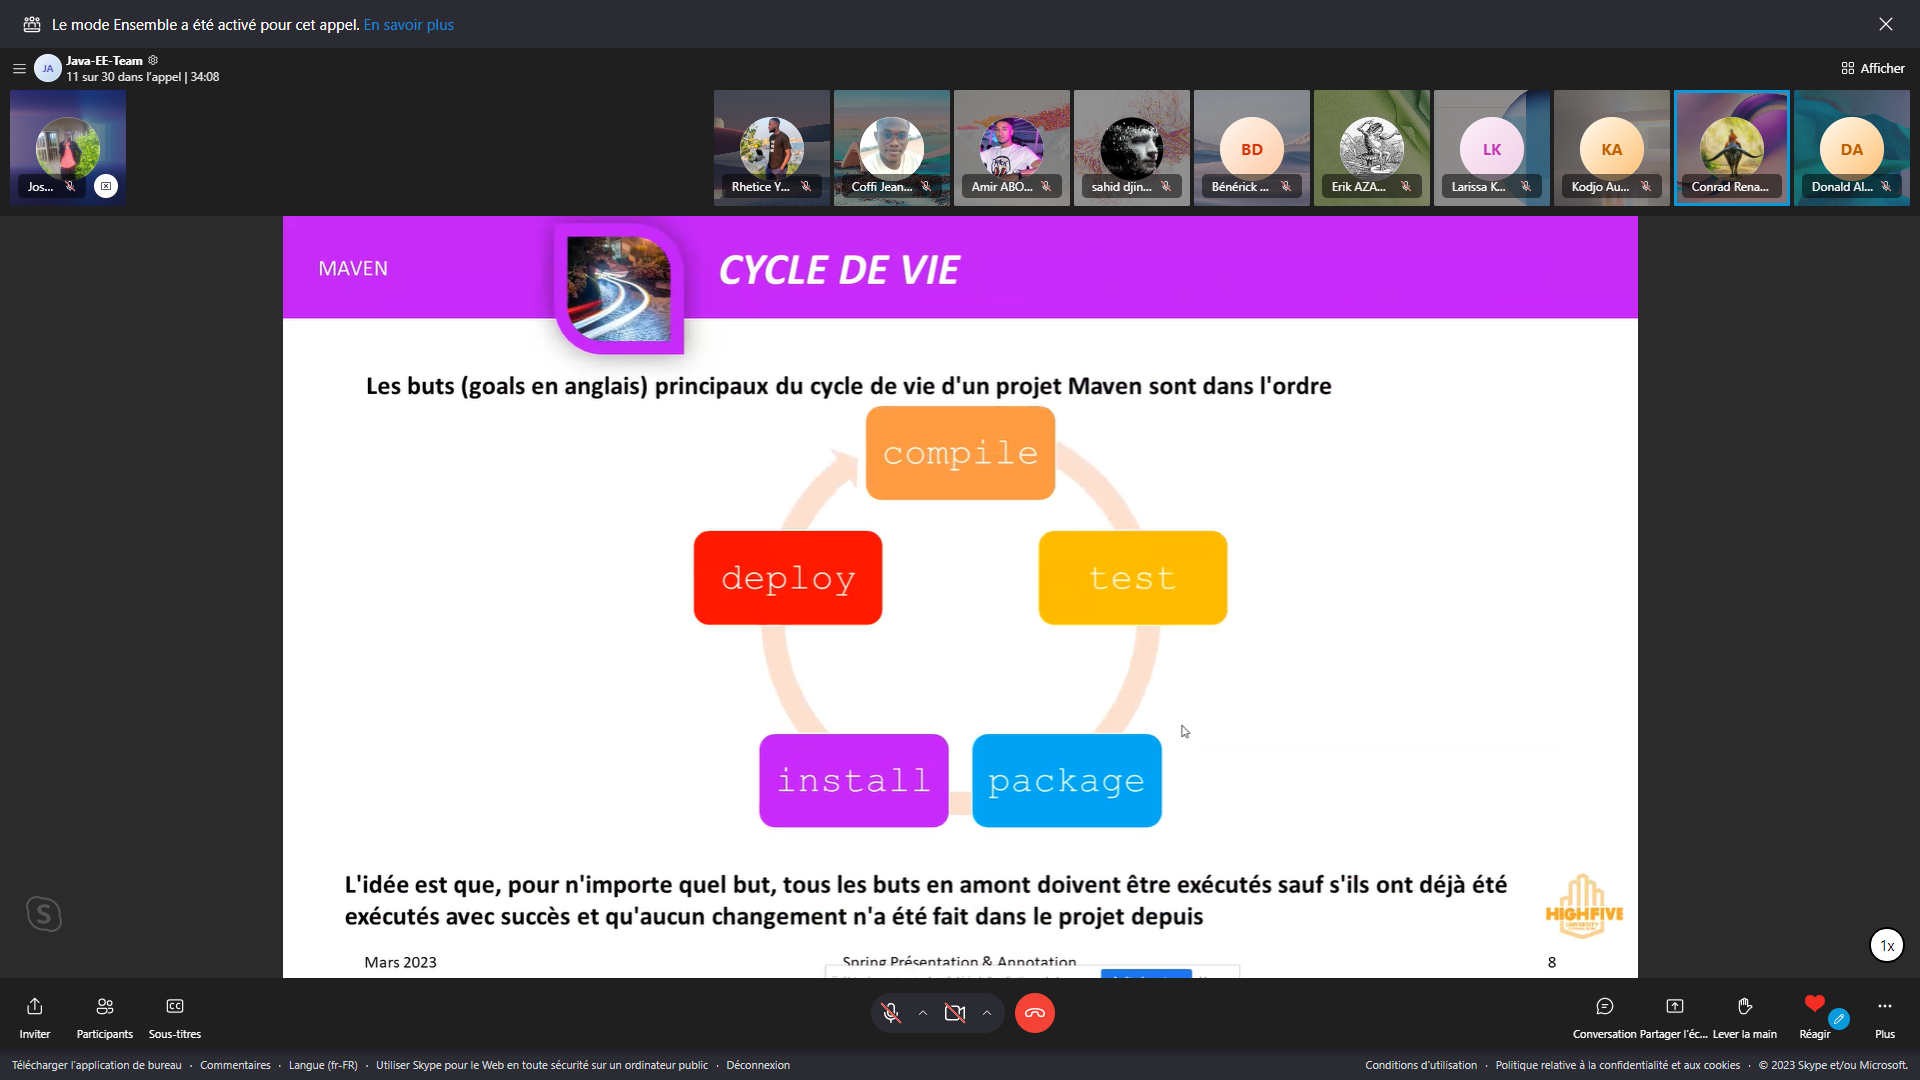 Le mode Ensemble a été activé pour cet appel. En savoir plus
JA
Java-EE-Team
11 sur 30 dans l'appel | 34:08
Afficher
Jos...
Rhetice Y...
Coffi Jean...
Amir ABO...
sahid djin...
BD
Bénérick ...
Erik AZA...
LK
Larissa K...
KA
Kodjo Au...
Conrad Rena...
DA
Donald Al...
MAVEN
CYCLE DE VIE
Les buts (goals en anglais) principaux du cycle de vie d'un projet Maven sont dans l'ordre
compile
deploy
test
install
package
L'idée est que, pour n'importe quel but, tous les buts en amont doivent être exécutés sauf s'ils ont déjà été
exécutés avec succès et qu'aucun changement n'a été fait dans le projet depuis
HIGHFIVE
UNIVERSITY
Mars 2023
Spring Présentation & Annotation
8
1x
Inviter
Participants
Sous-titres
Conversation
Partager l'éc...
Lever la main
Réagir
Plus
Télécharger l'application de bureau · Commentaires · Langue (fr-FR) · Utiliser Skype pour le Web en toute sécurité sur un ordinateur public · Déconnexion
Conditions d'utilisation · Politique relative à la confidentialité et aux cookies · © 2023 Skype et/ou Microsoft.